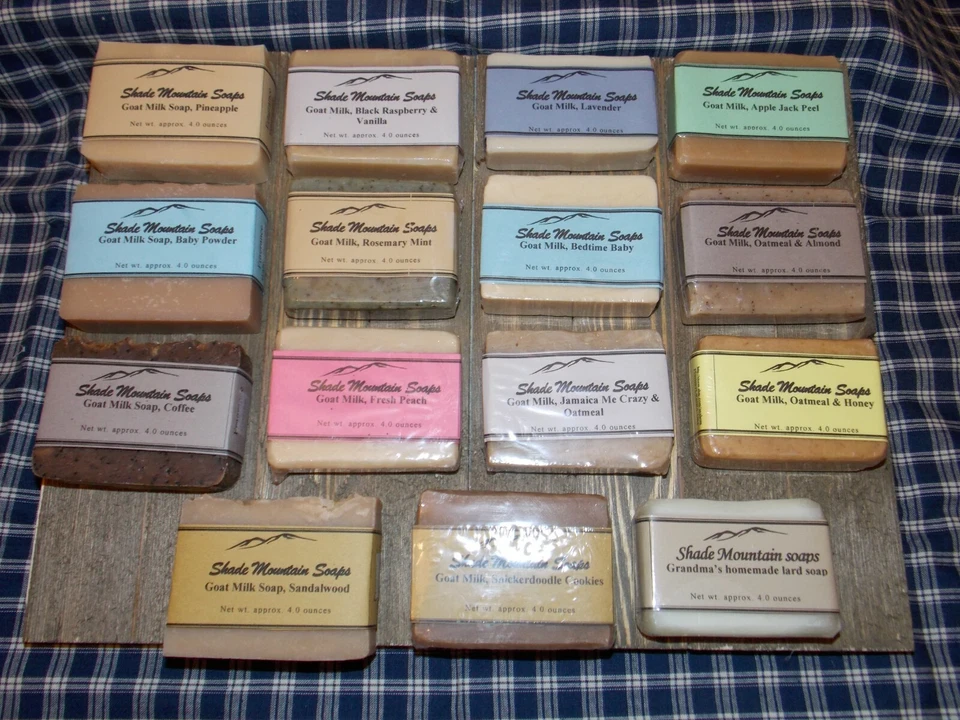 Shade Mountain Soaps
Goat Milk Soap, Pineapple
Net wt. approx. 4.0 ounces
Shade Mountain Soaps
Goat Milk, Black Raspberry &
Vanilla
Net wt. approx. 4.0 ounces
Shade Mountain Soaps
Goat Milk, Lavender
Net wt. approx. 4.0 ounces
Shade Mountain Soaps
Goat Milk, Apple Jack Peel
Net wt. approx. 4.0 ounces
Shade Mountain Soaps
Goat Milk Soap, Baby Powder
Net wt. approx. 4.0 ounces
Shade Mountain Soaps
Goat Milk, Rosemary Mint
Net wt. approx. 4.0 ounces
Shade Mountain Soaps
Goat Milk, Bedtime Baby
Net wt. approx. 4.0 ounces
Shade Mountain Soaps
Goat Milk, Oatmeal & Almond
Net wt. approx. 4.0 ounces
Shade Mountain Soaps
Goat Milk Soap, Coffee
Net wt. approx. 4.0 ounces
Shade Mountain Soaps
Goat Milk, Fresh Peach
Net wt. approx. 4.0 ounces
Shade Mountain Soaps
Goat Milk, Jamaica Me Crazy &
Oatmeal
Net wt. approx. 4.0 ounces
Shade Mountain Soaps
Goat Milk, Oatmeal & Honey
Net wt. approx. 4.0 ounces
Shade Mountain Soaps
Goat Milk Soap, Sandalwood
Net wt. approx. 4.0 ounces
Shade Mountain Soaps
Goat Milk, Snickerdoodle Cookies
Net wt. approx. 4.0 ounces
Shade Mountain soaps
Grandma's homemade lard soap
Net wt. approx. 4.0 ounces